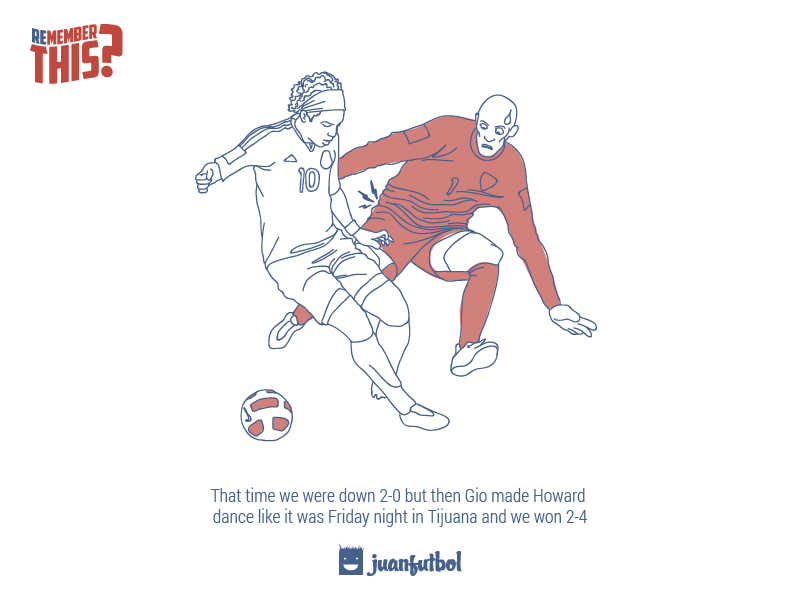 REMEMBER
THIS?
10
1
That time we were down 2-0 but then Gio made Howard
dance like it was Friday night in Tijuana and we won 2-4
juanfutbol